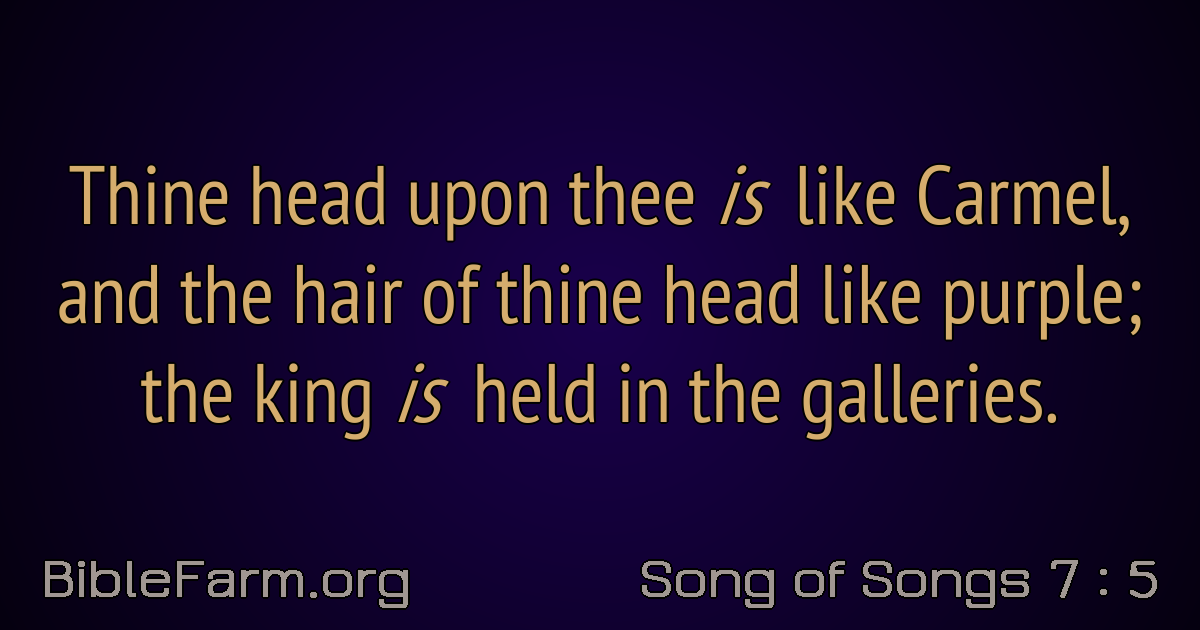 Thine head upon thee is like Carmel,
and the hair of thine head like purple;
the king is held in the galleries.
BibleFarm.org
Song of Songs 7 : 5